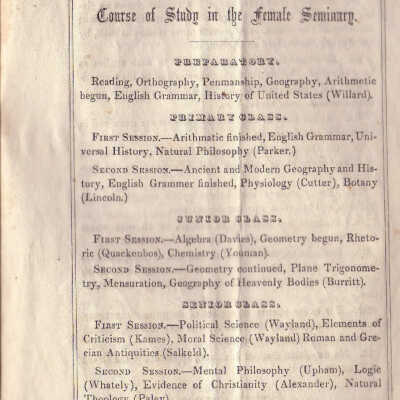 Course of Study in the Female Seminary.
PREPARATORY.
Reading, Orthography, Penmanship, Geography, Arithmetic
begun, English Grammar, History of United States (Willard).
PRIMARY CLASS.
First Session.—Arithmatic finished, English Grammar, Uni-
versal History, Natural Philosophy (Parker.)
Second Session.—Ancient and Modern Geography and His-
tory, English Grammer finished, Physiology (Cutter), Botany
(Lincoln.)
JUNIOR CLASS.
First Session.—Algebra (Davies), Geometry begun, Rheto-
ric (Quackenbos), Chemistry (Youman).
Second Session.—Geometry continued, Plane Trigonome-
try, Mensuration, Geography of Heavenly Bodies (Burritt).
SENIOR CLASS.
First Session.—Political Science (Wayland), Elements of
Criticism (Kames), Moral Science (Wayland) Roman and Gre-
cian Antiquities (Salkeld).
Second Session.—Mental Philosophy (Upham), Logic
(Whately), Evidence of Christianity (Alexander), Natural
Theology (Paley)